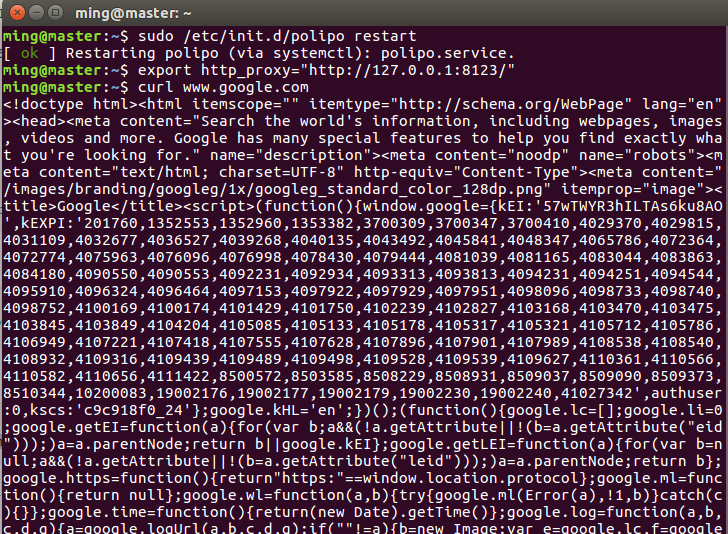 ming@master: ~
ming@master:~$ sudo /etc/init.d/polipo restart
[ ok ] Restarting polipo (via systemctl): polipo.service.
ming@master:~$ export http_proxy="http://127.0.0.1:8123/"
ming@master:~$ curl www.google.com
<!doctype html><html itemscope="" itemtype="http://schema.org/WebPage" lang="en"
><head><meta content="Search the world's information, including webpages, images
, videos and more. Google has many special features to help you find exactly wha
t you're looking for." name="description"><meta content="noodp" name="robots"><m
eta content="text/html; charset=UTF-8" http-equiv="Content-Type"><meta content="
/images/branding/googleg/1x/googleg_standard_color_128dp.png" itemprop="image"><
title>Google</title><script>(function(){window.google={kEI:'57wTWYR3hILTAs6ku8AO
',kEXPI:'201760,1352553,1352960,1353382,3700309,3700347,3700410,4029370,4029815,
4031109,4032677,4036527,4039268,4040135,4043492,4045841,4048347,4065786,4072364,
4072774,4075963,4076096,4076998,4078430,4079444,4081039,4081165,4083044,4083863,
4084180,4090550,4090553,4092231,4092934,4093313,4093813,4094231,4094251,4094544,
4095910,4096324,4096464,4097153,4097922,4097929,4097951,4098096,4098733,4098740,
4098752,4100169,4100174,4101429,4101750,4102239,4102827,4103168,4103470,4103475,
4103845,4103849,4104204,4105085,4105133,4105178,4105317,4105321,4105712,4105786,
4106949,4107221,4107418,4107555,4107628,4107896,4107901,4107989,4108538,4108540,
4108932,4109316,4109439,4109489,4109498,4109528,4109539,4109627,4110361,4110566,
4110582,4110656,4111422,8500572,8503585,8508229,8508931,8509037,8509090,8509373,
8510344,10200083,19002176,19002177,19002179,19002230,19002240,41027342',authuser
:0,kscs:'c9c918f0_24'};google.kHL='en';})();(function(){google.lc=[];google.li=0
;google.getEI=function(a){for(var b;a&&(!a.getAttribute||!(b=a.getAttribute("eid
")));)a=a.parentNode;return b||google.kEI};google.getLEI=function(a){for(var b=n
ull;a&&(!a.getAttribute||!(b=a.getAttribute("leid")));)a=a.parentNode;return b};
google.https=function(){return"https:"==window.location.protocol};google.ml=func
tion(){return null};google.wl=function(a,b){try{google.ml(Error(a),!1,b)}catch(c
){}};google.time=function(){return(new Date).getTime()};google.log=function(a,b,
c,d,g){a=google.logUrl(a,b,c,d,g);if(""!=a){b=new Image;var e=google.lc,f=google